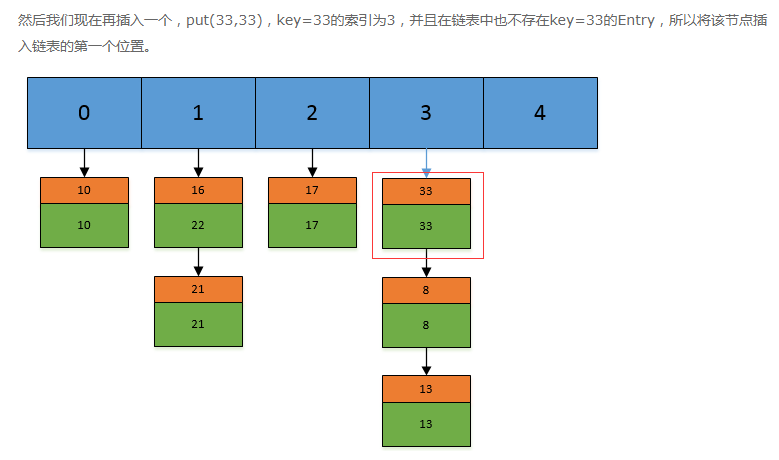 然后我们现在再插入一个，put(33,33)，key=33的索引为3，并且在链表中也不存在key=33的Entry，所以将该节点插
入链表的第一个位置。
0 1 2 3 4
10 16 17 33
10 22 17 33
21 8
21 8
13
13